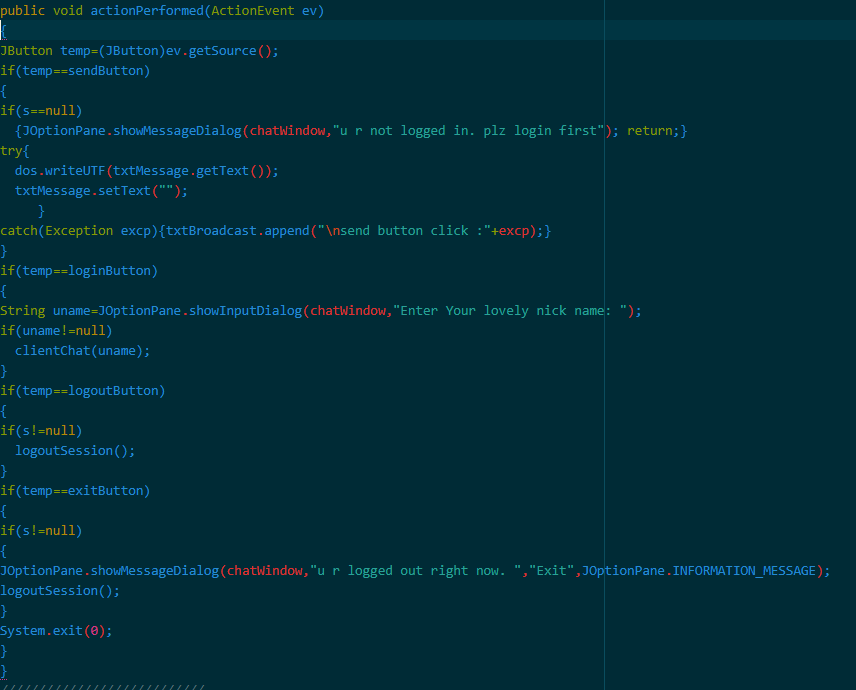 public void actionPerformed(ActionEvent ev)
{
JButton temp=(JButton)ev.getSource();
if(temp==sendButton)
{
if(s==null)
  {JOptionPane.showMessageDialog(chatWindow,"u r not logged in. plz login first"); return;}
try{
  dos.writeUTF(txtMessage.getText());
  txtMessage.setText("");
     }
catch(Exception excp){txtBroadcast.append("\nsend button click :"+excp);}
}
if(temp==loginButton)
{
String uname=JOptionPane.showInputDialog(chatWindow,"Enter Your lovely nick name: ");
if(uname!=null)
  clientChat(uname);
}
if(temp==logoutButton)
{
if(s!=null)
  logoutSession();
}
if(temp==exitButton)
{
if(s!=null)
{
JOptionPane.showMessageDialog(chatWindow,"u r logged out right now. ","Exit",JOptionPane.INFORMATION_MESSAGE);
logoutSession();
}
System.exit(0);
}
}
///////////////////////////